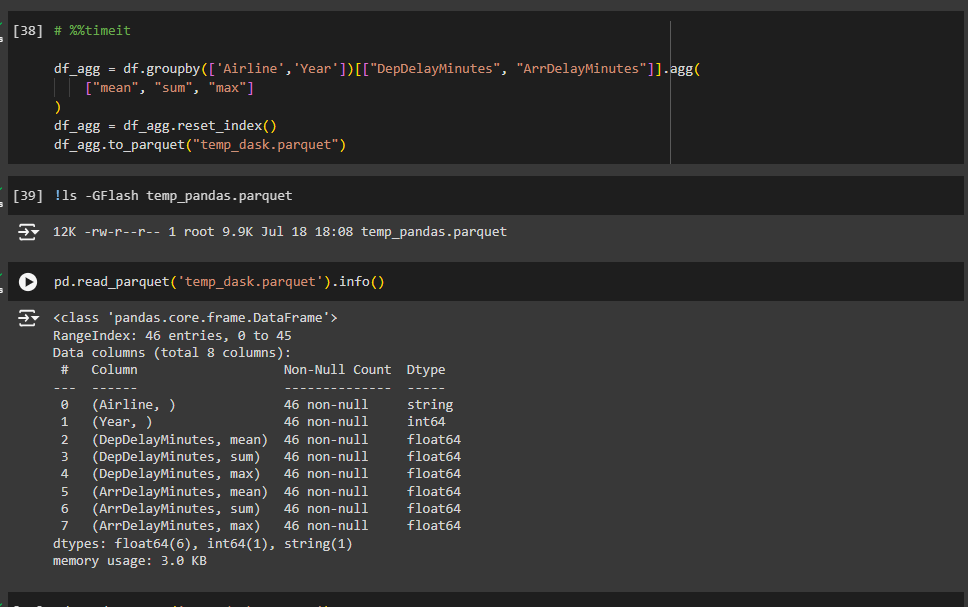 [38] # %%timeit
df_agg = df.groupby(['Airline','Year'])[["DepDelayMinutes", "ArrDelayMinutes"]].agg(
["mean", "sum", "max"]
)
df_agg = df_agg.reset_index()
df_agg.to_parquet("temp_dask.parquet")
[39] !ls -GFlash temp_pandas.parquet
12K -rw-r--r-- 1 root 9.9K Jul 18 18:08 temp_pandas.parquet
pd.read_parquet('temp_dask.parquet').info()
<class 'pandas.core.frame.DataFrame'>
RangeIndex: 46 entries, 0 to 45
Data columns (total 8 columns):
#   Column                  Non-Null Count  Dtype
---  ------                  --------------  -----
0   (Airline, )             46 non-null     string
1   (Year, )                46 non-null     int64
2   (DepDelayMinutes, mean)  46 non-null     float64
3   (DepDelayMinutes, sum)  46 non-null     float64
4   (DepDelayMinutes, max)  46 non-null     float64
5   (ArrDelayMinutes, mean)  46 non-null     float64
6   (ArrDelayMinutes, sum)  46 non-null     float64
7   (ArrDelayMinutes, max)  46 non-null     float64
dtypes: float64(6), int64(1), string(1)
memory usage: 3.0 KB